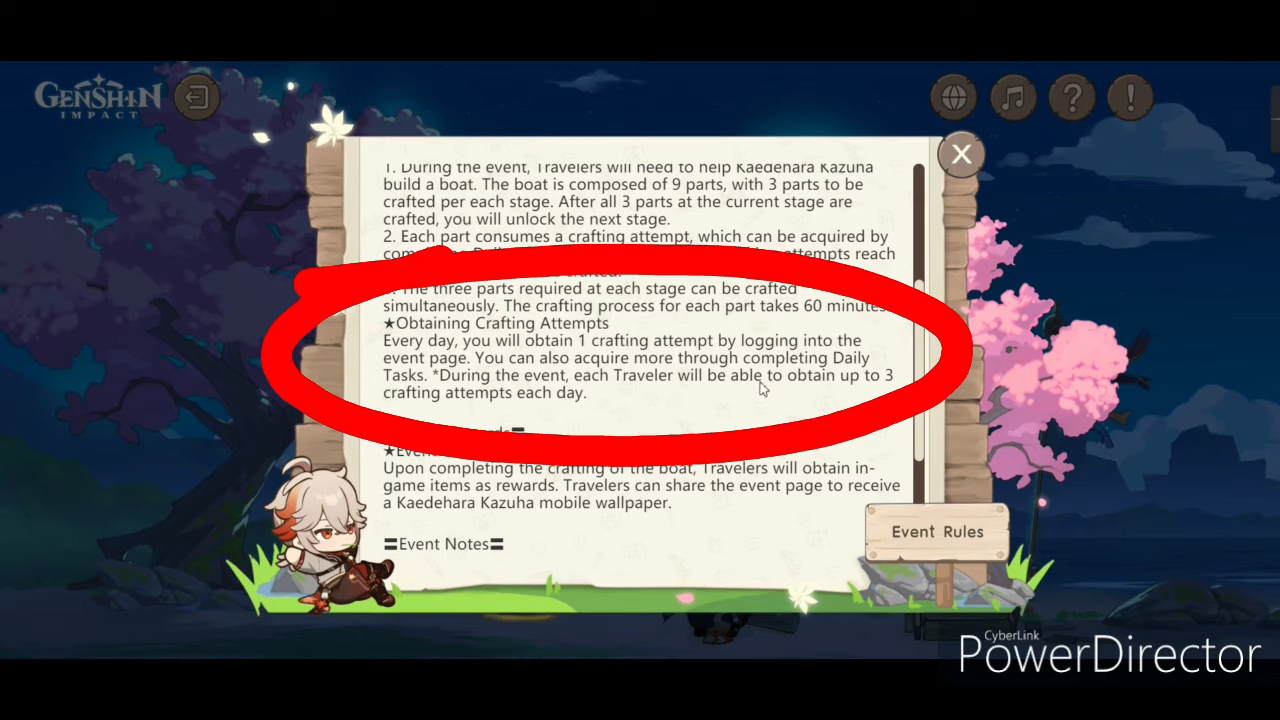 GENSHIN
IMPACT
1. During the event, Travelers will need to help Kaedehara Kazuha
build a boat. The boat is composed of 9 parts, with 3 parts to be
crafted per each stage. After all 3 parts at the current stage are
crafted, you will unlock the next stage.
2. Each part consumes a crafting attempt, which can be acquired by
attempts reach
crafted.
The three parts required at each stage can be crafted
simultaneously. The crafting process for each part takes 60 minutes.
★Obtaining Crafting Attempts
Every day, you will obtain 1 crafting attempt by logging into the
event page. You can also acquire more through completing Daily
Tasks. *During the event, each Traveler will be able to obtain up to 3
crafting attempts each day.
Upon completing the crafting of the boat, Travelers will obtain in-
game items as rewards. Travelers can share the event page to receive
a Kaedehara Kazuha mobile wallpaper.
〓Event Notes〓
Event Rules
CyberLink
PowerDirector